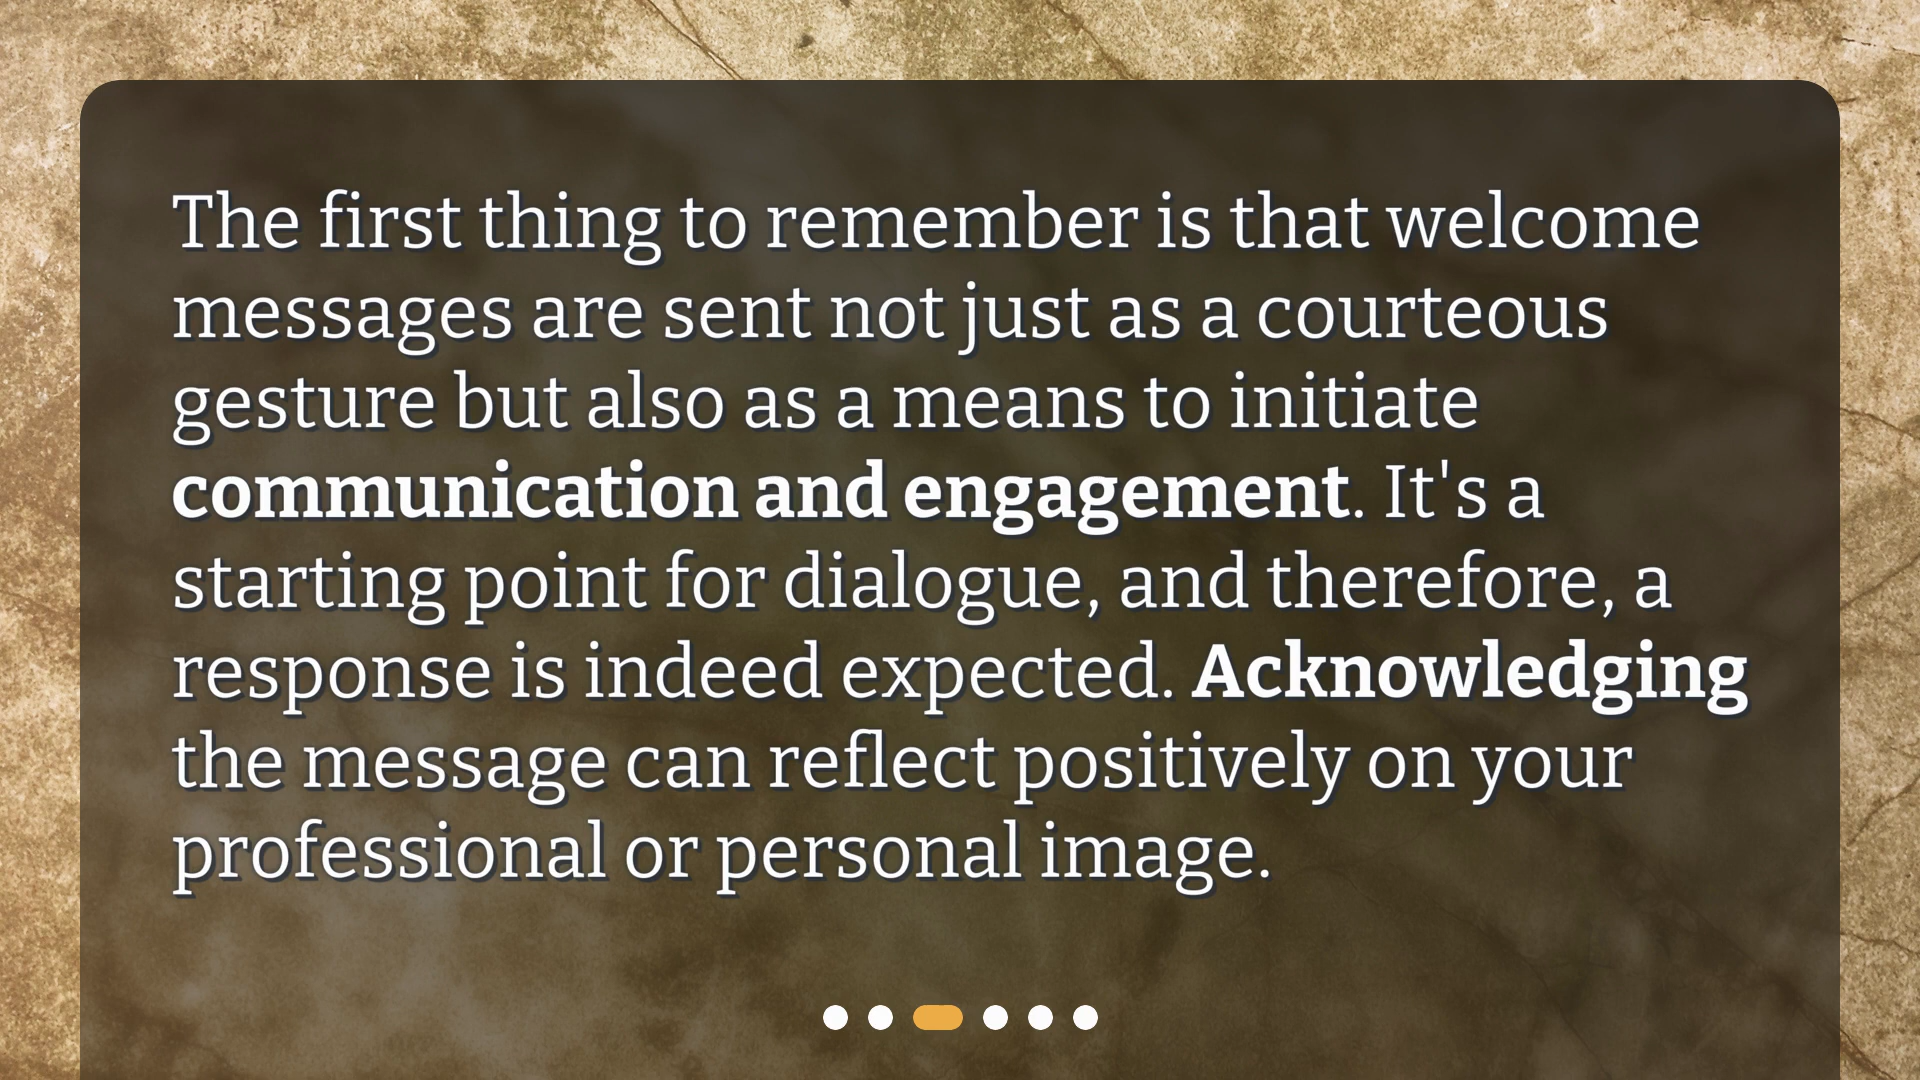 The first thing to remember is that welcome
messages are sent not just as a courteous
gesture but also as a means to initiate
communication and engagement. It's a
starting point for dialogue, and therefore, a
response is indeed expected. Acknowledging
the message can reflect positively on your
professional or personal image.